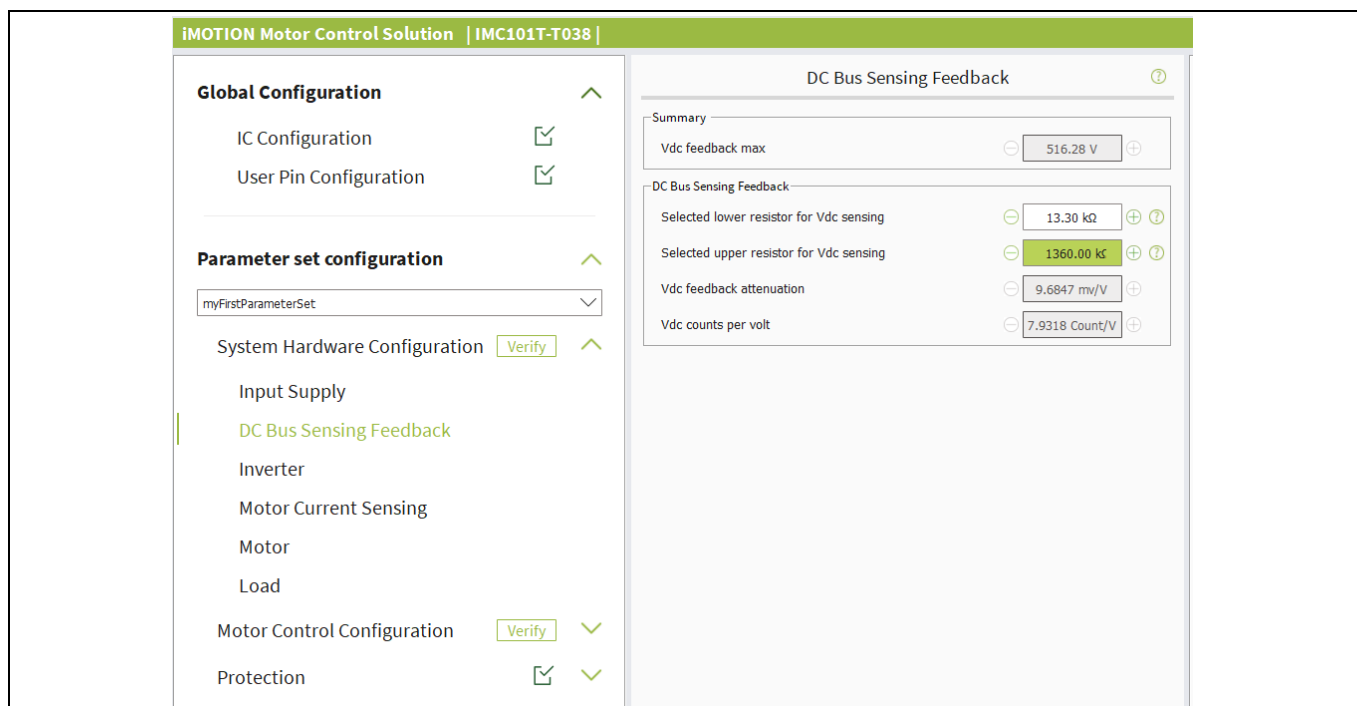 iMOTION Motor Control Solution | IMC101T-T038 |
Global Configuration
IC Configuration
User Pin Configuration
Parameter set configuration
myFirstParameterSet
System Hardware Configuration Verify
Input Supply
DC Bus Sensing Feedback
Inverter
Motor Current Sensing
Motor
Load
Motor Control Configuration Verify
Protection
DC Bus Sensing Feedback
Summary
Vdc feedback max 516.28 V
DC Bus Sensing Feedback
Selected lower resistor for Vdc sensing 13.30 kΩ
Selected upper resistor for Vdc sensing 1360.00 k
Vdc feedback attenuation 9.6847 mv/V
Vdc counts per volt 7.9318 Count/V